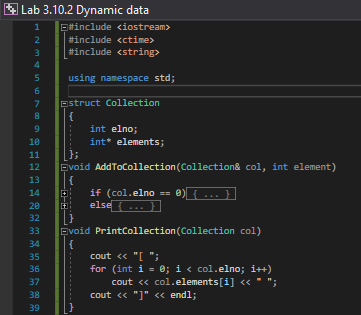 Lab 3.10.2 Dynamic data
1 #include <iostream>
2 #include <ctime>
3 #include <string>
4
5 using namespace std;
6
7 struct Collection
8 {
9 int elno;
10 int* elements;
11 };
12 void AddToCollection(Collection& col, int element)
13 {
14 if (col.elno == 0){ ... }
20 else{ ... }
32 }
33 void PrintCollection(Collection col)
34 {
35 cout << "[ ";
36 for (int i = 0; i < col.elno; i++)
37 cout << col.elements[i] << " ";
38 cout << "]" << endl;
39 }